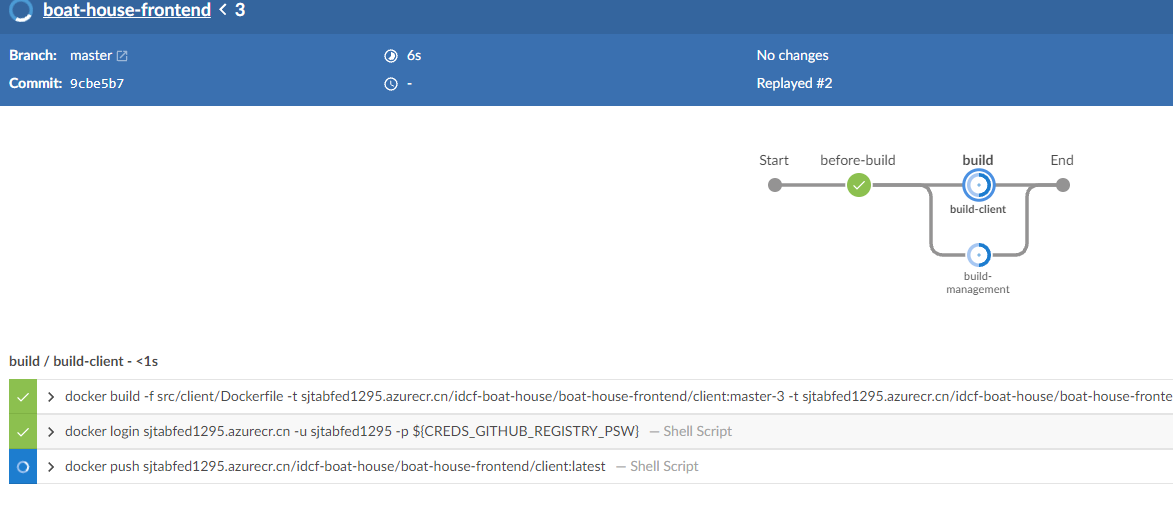 boat-house-frontend < 3
Branch: master 6s No changes
Commit: 9cbe5b7 - Replayed #2
Start before-build build End
build-client
build-
management
build / build-client - <1s
docker build -f src/client/Dockerfile -t sjtabfed1295.azurecr.cn/idcf-boat-house/boat-house-frontend/client:master-3 -t sjtabfed1295.azurecr.cn/idcf-boat-house/boat-house-fronte
docker login sjtabfed1295.azurecr.cn -u sjtabfed1295 -p ${CREDS_GITHUB_REGISTRY_PSW} — Shell Script
docker push sjtabfed1295.azurecr.cn/idcf-boat-house/boat-house-frontend/client:latest — Shell Script